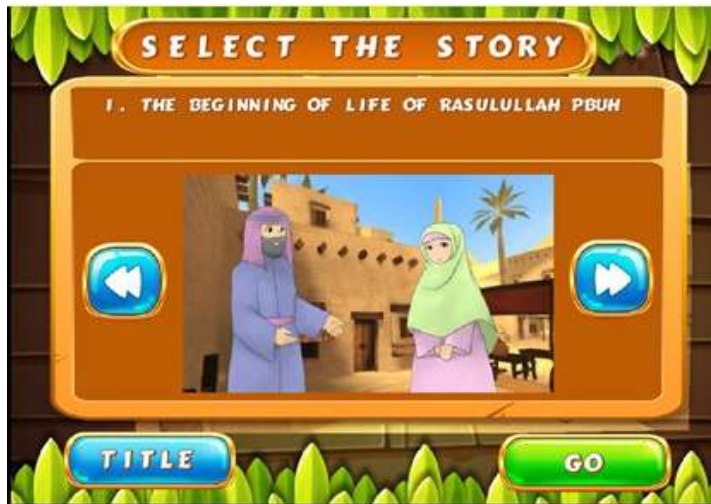 SELECT THE STORY
1. THE BEGINNING OF LIFE OF RASULULLAH PBUH
TITLE
GO